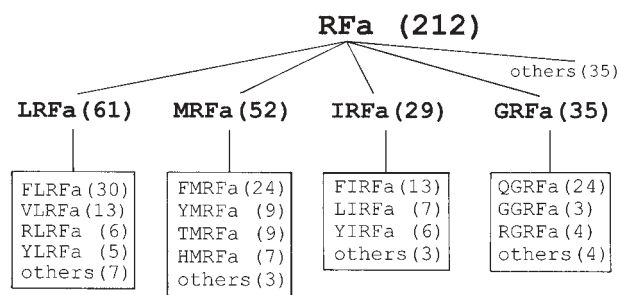 RFa (212)
others(35)
LRFa(61) MRFa(52) IRFa(29) GRFa(35)
FLRFa(30)
VLRFa(13)
RLRFa (6)
YLRFa (5)
others(7)
FMRFa(24)
YMRFa (9)
TMRFa (9)
HMRFa (7)
others(3)
FIRFa(13)
LIRFa (7)
YIRFa (6)
others(3)
QGRFa(24)
GGRFa(3)
RGRFa(4)
others(4)